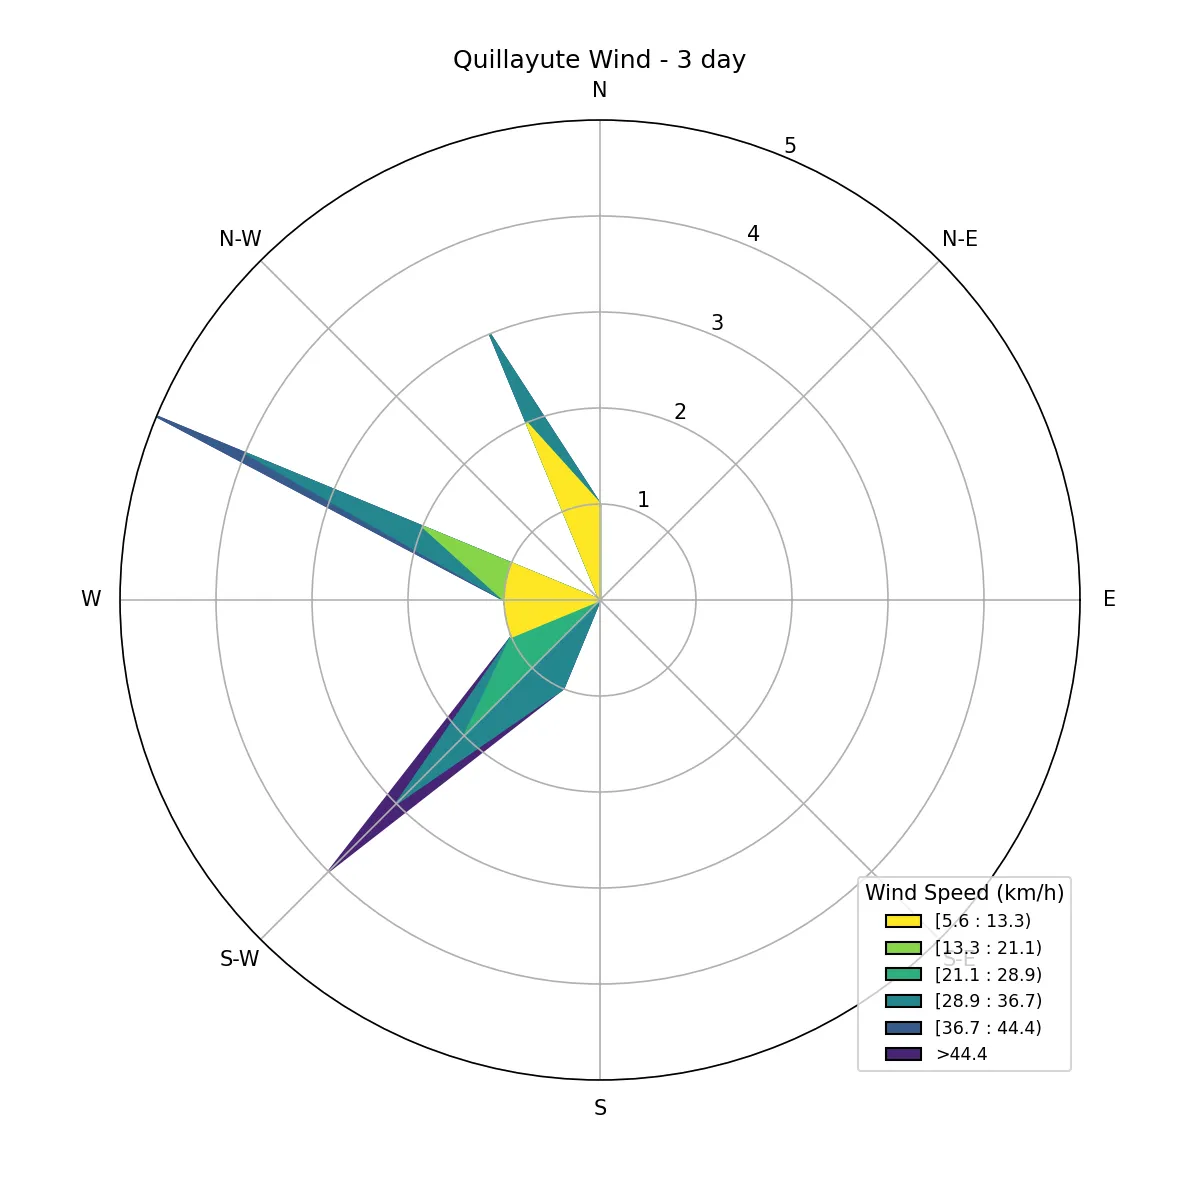 Quillayute Wind - 3 day
N
5
N-W
4
N-E
3
2
1
W
E
Wind Speed (km/h)
[5.6 : 13.3)
[13.3 : 21.1)
S-W
S-E
[21.1 : 28.9)
[28.9 : 36.7)
[36.7 : 44.4)
>44.4
S